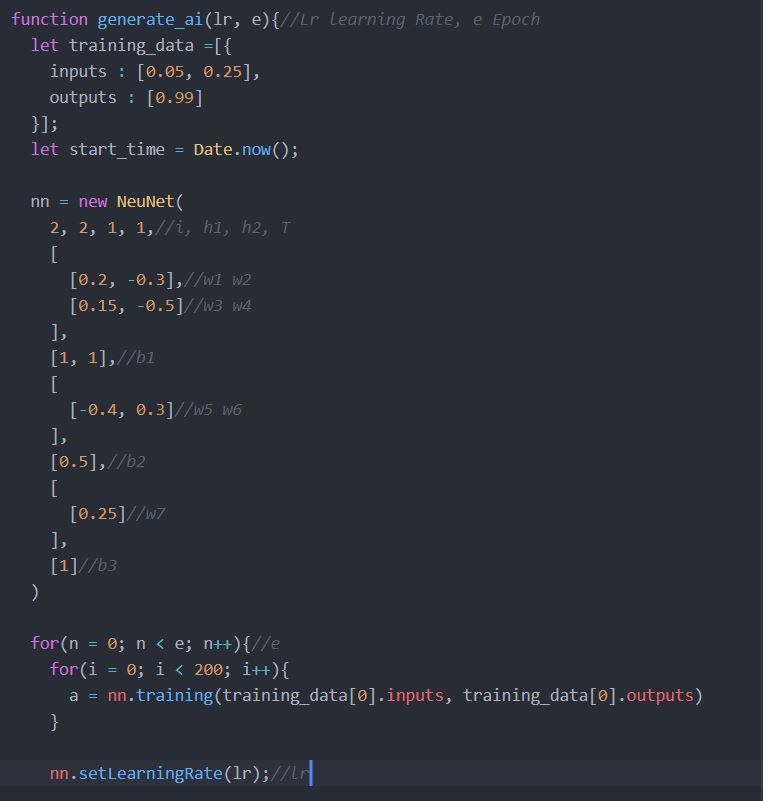 function generate_ai(lr, e){//Lr learning Rate, e Epoch
  let training_data =[{
    inputs : [0.05, 0.25],
    outputs : [0.99]
  }];
  let start_time = Date.now();

  nn = new NeuNet(
    2, 2, 1, 1,//i, h1, h2, T
    [
      [0.2, -0.3],//w1 w2
      [0.15, -0.5]//w3 w4
    ],
    [1, 1],//b1
    [
      [-0.4, 0.3]//w5 w6
    ],
    [0.5],//b2
    [
      [0.25]//w7
    ],
    [1]//b3
  )

  for(n = 0; n < e; n++){//e
    for(i = 0; i < 200; i++){
      a = nn.training(training_data[0].inputs, training_data[0].outputs)
    }

    nn.setLearningRate(lr);//lr